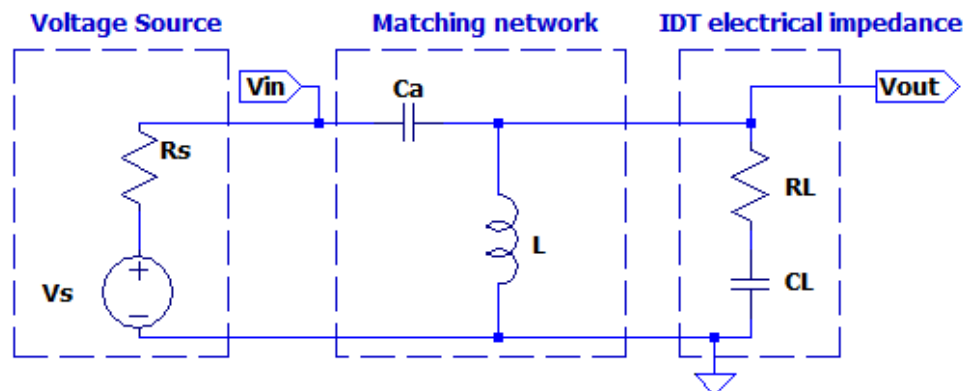 Voltage Source
Matching network
IDT electrical impedance
Vin
Ca
Vout
Rs
RL
L
Vs
CL